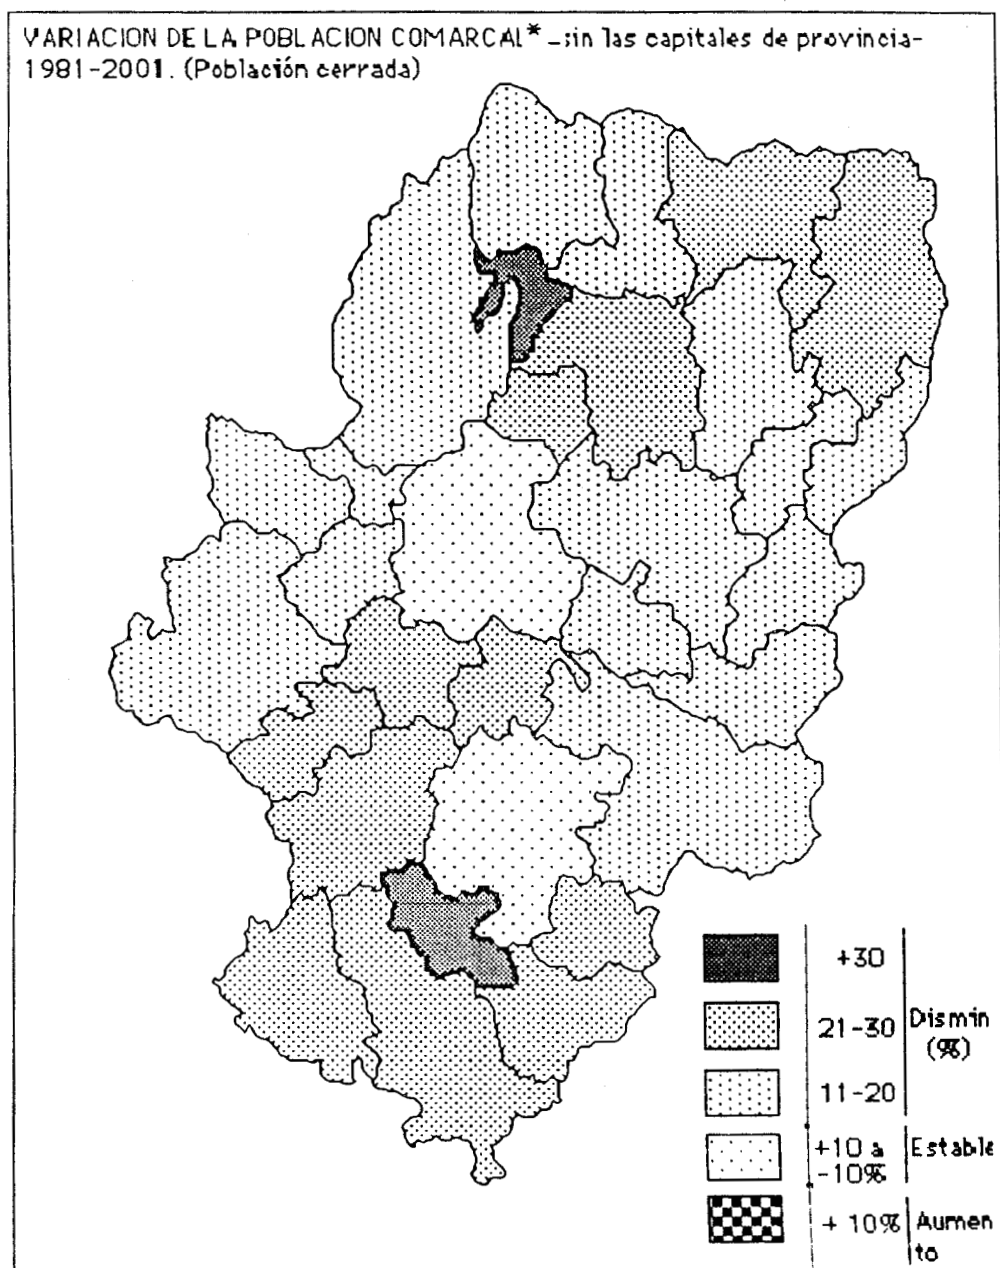 VARIACION DE LA POBLACION COMARCAL* -sin las capitales de provincia-
1981-2001. (Población cerrada)
+30
21-30
Dismin
(%)
11-20
+10 a
-10%
Estable
+ 10%
Aumen
to